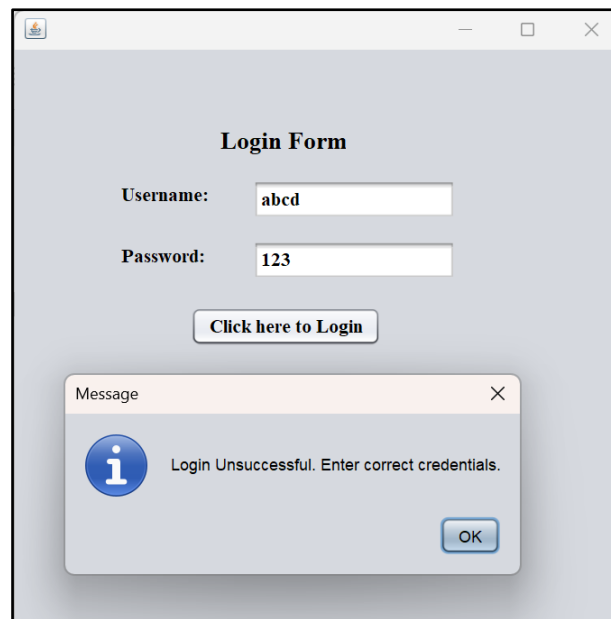 Login Form
Username: abcd
Password: 123
Click here to Login
Message
Login Unsuccessful. Enter correct credentials.
OK